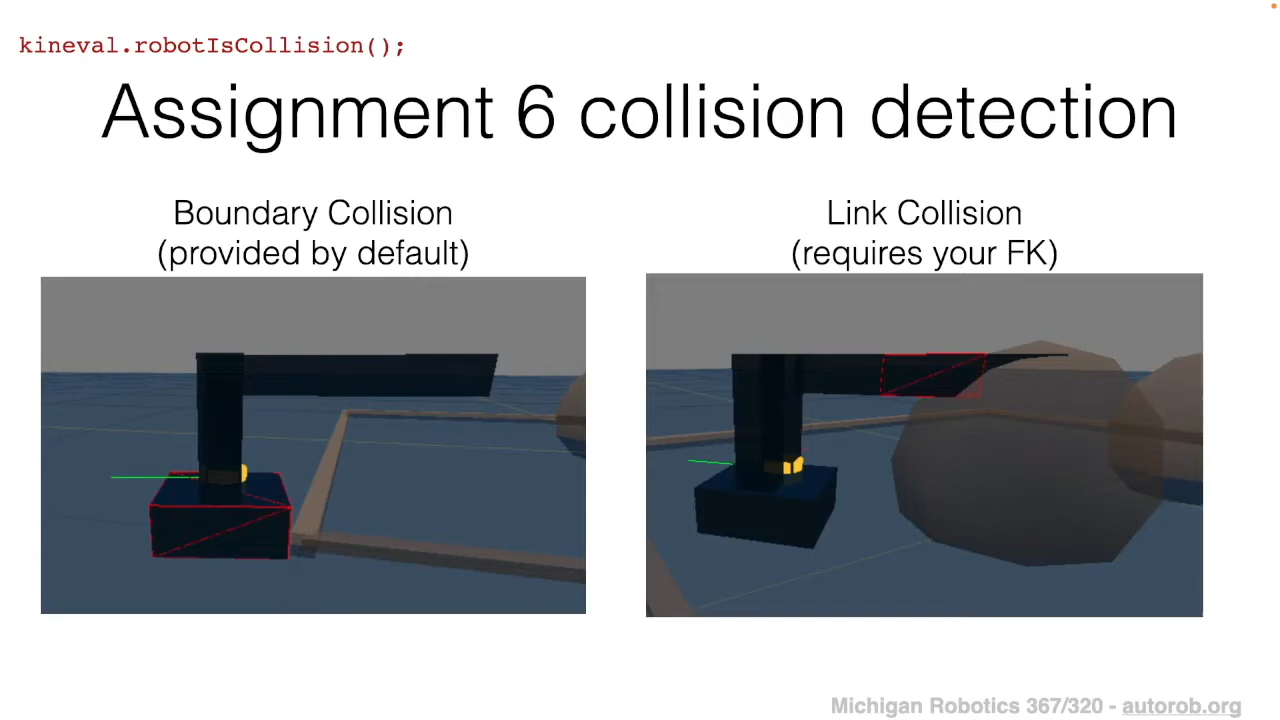 kineval.robotIsCollision();
Assignment 6 collision detection
Boundary Collision
(provided by default)
Link Collision
(requires your FK)
Michigan Robotics 367/320 - autorob.org